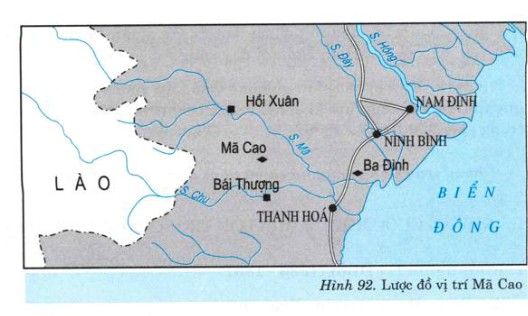 S. Hồng
S. Đáy
NAM ĐỊNH
Hồi Xuân
S. Mã
NINH BÌNH
Mã Cao
Ba Đình
LÀO
Bái Thượng
S. Chu
BIỂN
ĐÔNG
THANH HOÁ
Hình 92. Lược đồ vị trí Mã Cao